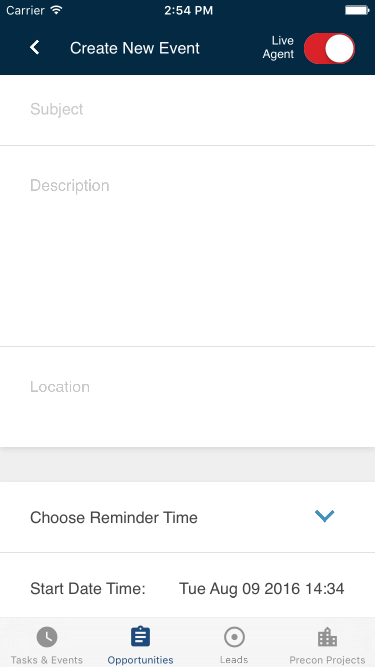 Carrier 2:54 PM
Create New Event
Live
Agent
Subject
Description
Location
Choose Reminder Time
Start Date Time: Tue Aug 09 2016 14:34
Tasks & Events Opportunities Leads Precon Projects